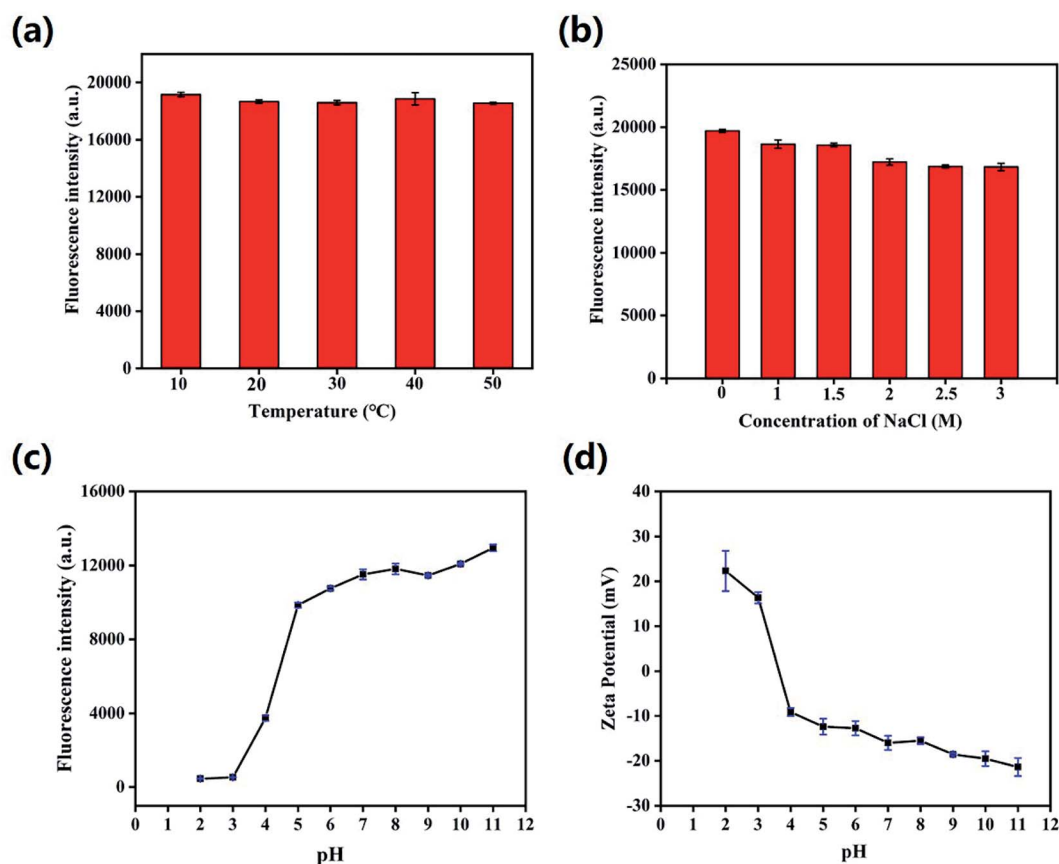 (a)
Fluorescence intensity (a.u.)
20000
16000
12000
8000
4000
0
10 20 30 40 50
Temperature (℃)
(b)
Fluorescence intensity (a.u.)
25000
20000
15000
10000
5000
0
0 1 1.5 2 2.5 3
Concentration of NaCl (M)
(c)
Fluorescence intensity (a.u.)
16000
12000
8000
4000
0
0 1 2 3 4 5 6 7 8 9 10 11 12
pH
(d)
Zeta Potential (mV)
40
30
20
10
0
-10
-20
-30
0 1 2 3 4 5 6 7 8 9 10 11 12
pH